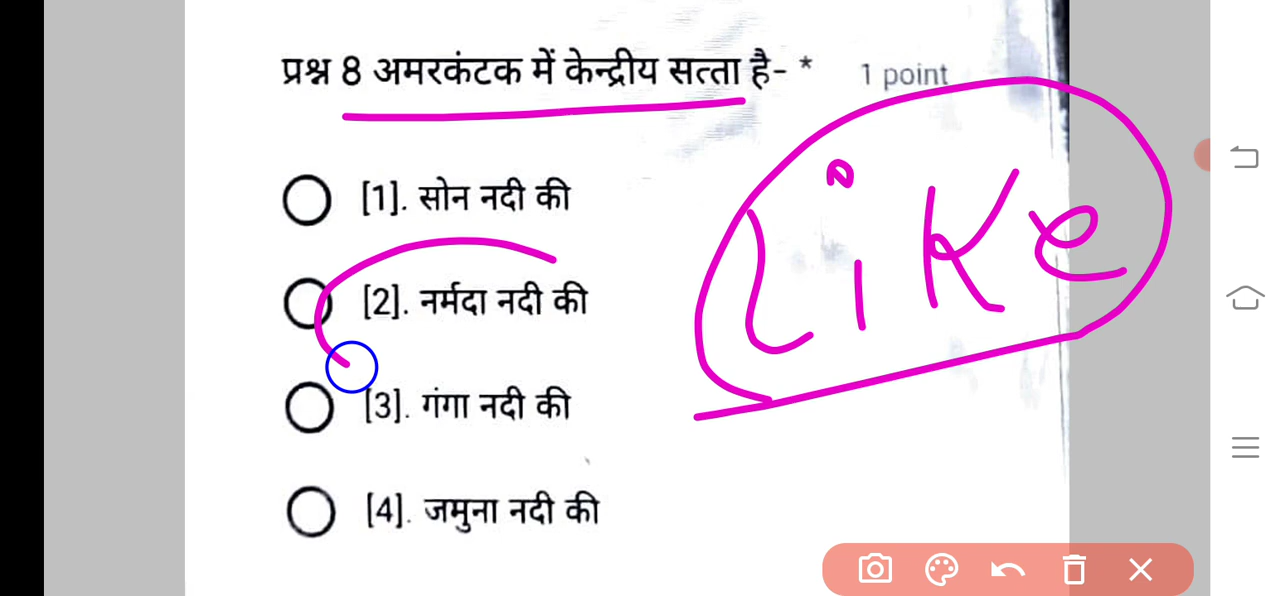 प्रश्न 8 अमरकंटक में केन्द्रीय सत्ता है- * 1 point
[1]. सोन नदी की
Like
[2]. नर्मदा नदी की
[3]. गंगा नदी की
[4]. जमुना नदी की